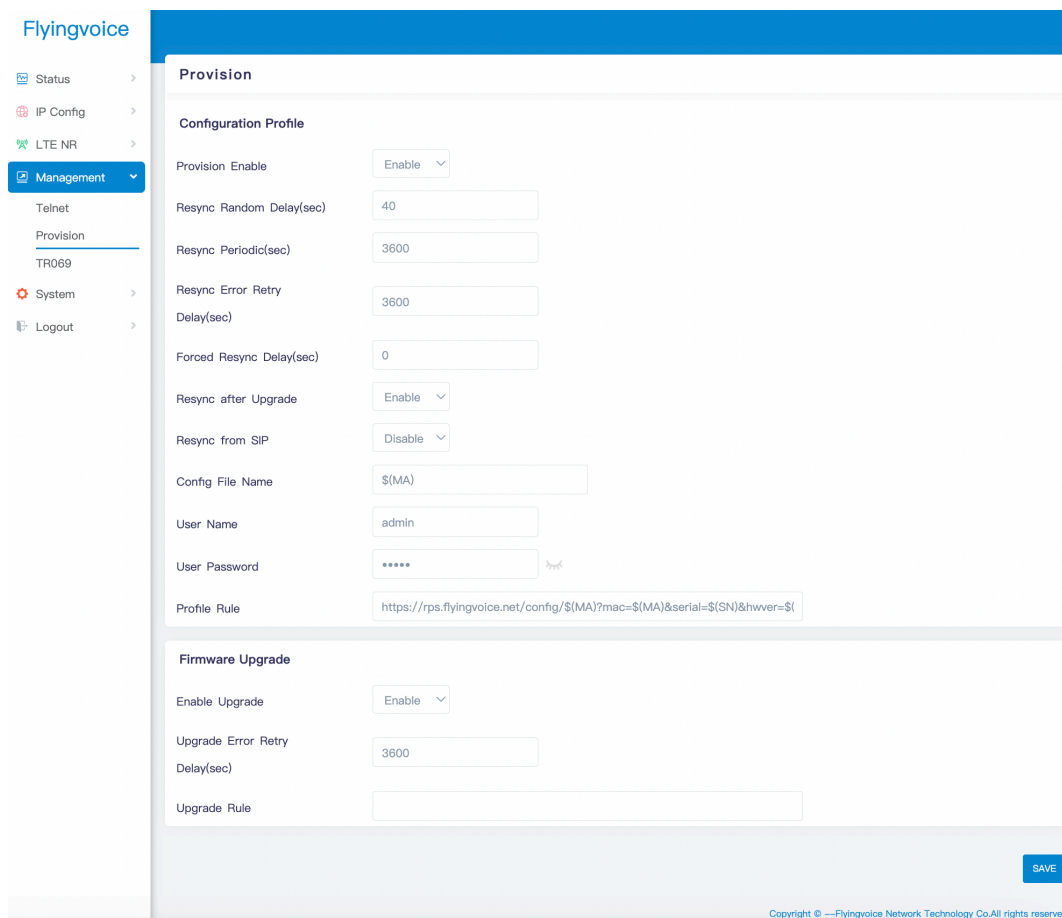 Flyingvoice
Status
IP Config
LTE NR
Management
Telnet
Provision
TR069
System
Logout
Provision
Configuration Profile
Provision Enable Enable
Resync Random Delay(sec) 40
Resync Periodic(sec) 3600
Resync Error Retry
Delay(sec) 3600
Forced Resync Delay(sec) 0
Resync after Upgrade Enable
Resync from SIP Disable
Config File Name $(MA)
User Name admin
User Password •••••
Profile Rule https://rps.flyingvoice.net/config/$(MA)?mac=$(MA)&serial=$(SN)&hwver=$(
Firmware Upgrade
Enable Upgrade Enable
Upgrade Error Retry
Delay(sec) 3600
Upgrade Rule
SAVE
Copyright © --Flyingvoice Network Technology Co.All rights reserve